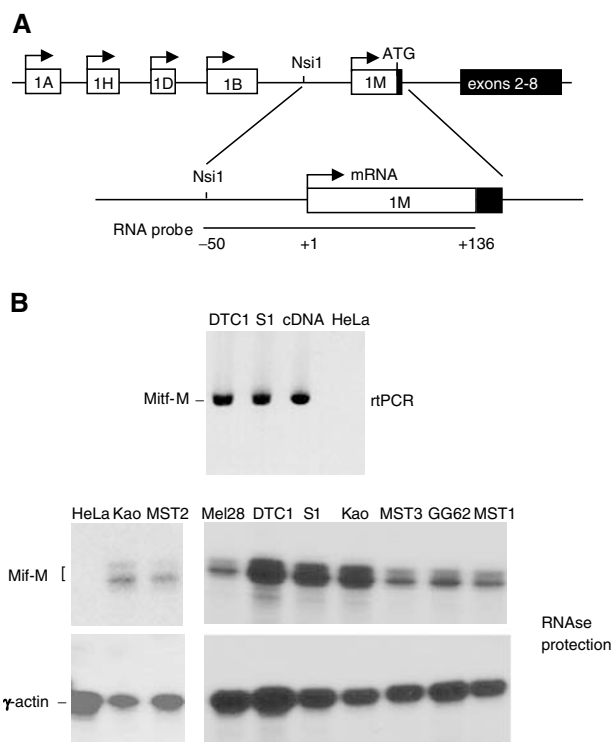 A
Nsi1
ATG
1A 1H 1D 1B 1M exons 2-8
Nsi1
mRNA
1M
RNA probe
–50 +1 +136
B
DTC1 S1 cDNA HeLa
Mitf-M – rtPCR
HeLa Kao MST2 Mel28 DTC1 S1 Kao MST3 GG62 MST1
Mif-M [
RNAse
protection
γ-actin –